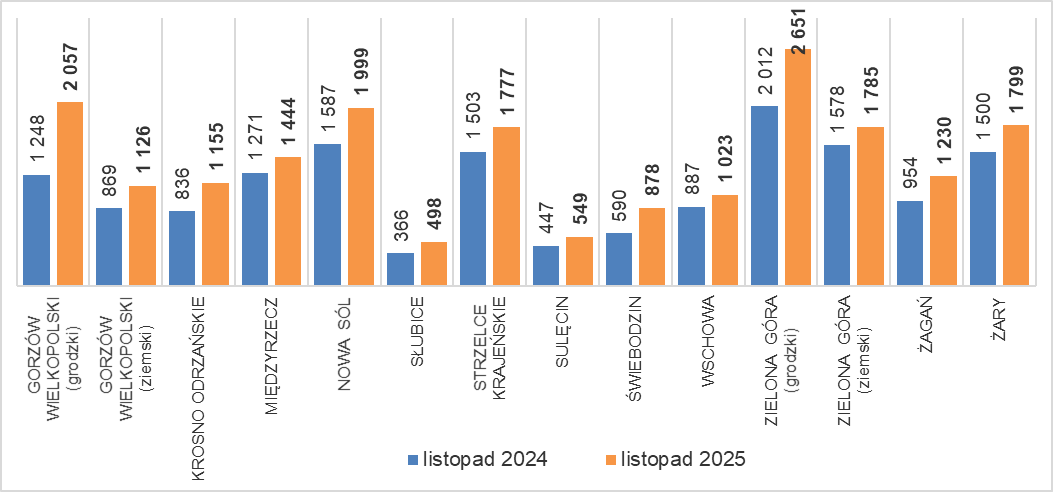 1 248
2 057
869
1 126
836
1 155
1 271
1 444
1 587
1 999
366
498
1 503
1 777
447
549
590
878
887
1 023
2 012
2 651
1 578
1 785
954
1 230
1 500
1 799
GORZÓW
WIELKOPOLSKI
(grodzki)
GORZÓW
WIELKOPOLSKI
(ziemski)
KROSNO ODRZAŃSKIE
MIĘDZYRZECZ
NOWA SÓL
SŁUBICE
STRZELCE
KRAJEŃSKIE
SULĘCIN
ŚWIEBODZIN
WSCHOWA
ZIELONA GÓRA
(grodzki)
ZIELONA GÓRA
(ziemski)
ŻAGAŃ
ŻARY
listopad 2024
listopad 2025